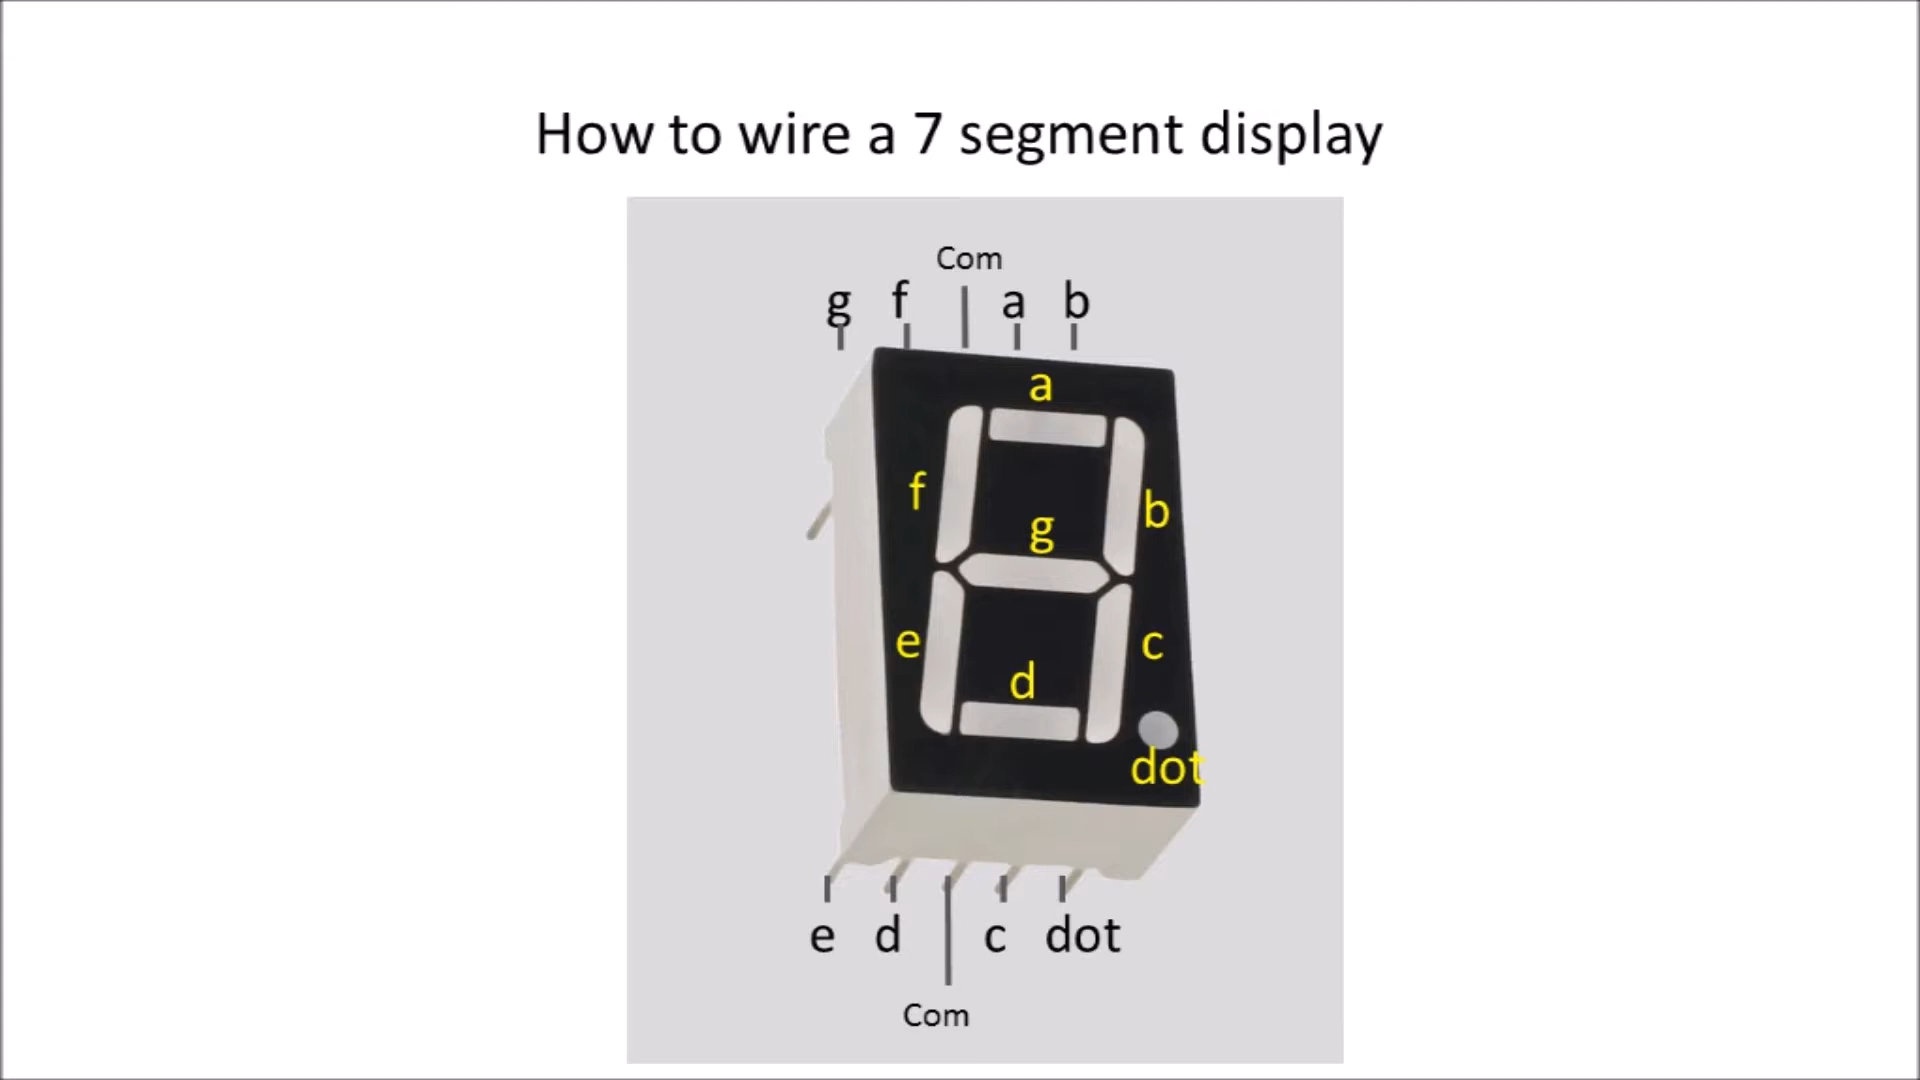 How to wire a 7 segment display
Com
g f a b
a
f
b
g
e
c
d
dot
e d c dot
Com